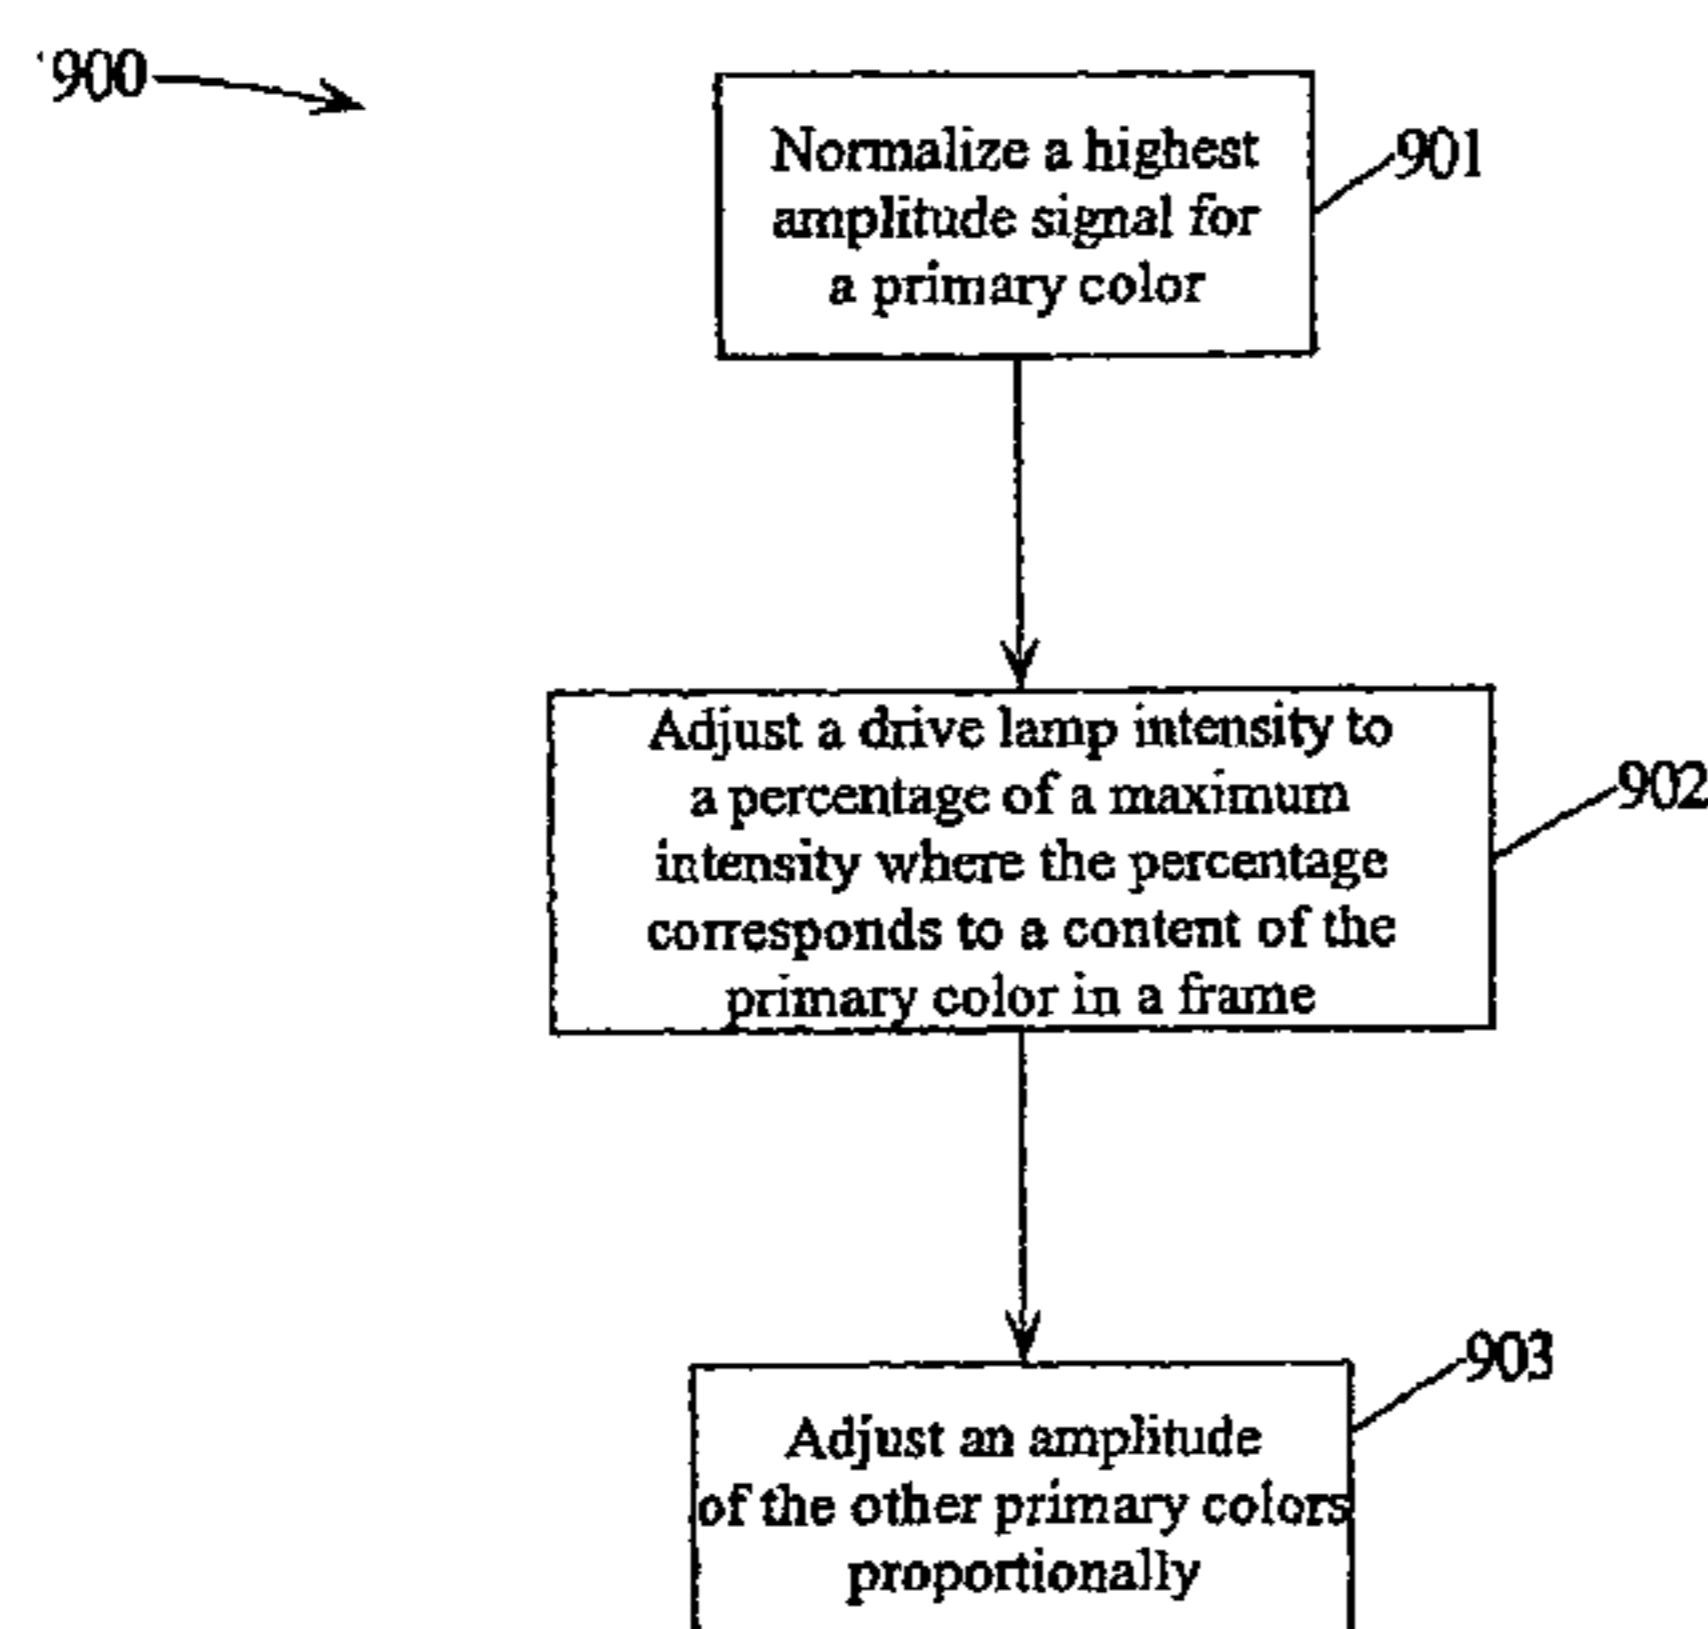 900
Normalize a highest
amplitude signal for
a primary color
901
Adjust a drive lamp intensity to
a percentage of a maximum
intensity where the percentage
corresponds to a content of the
primary color in a frame
902
903
Adjust an amplitude
of the other primary colors
proportionally